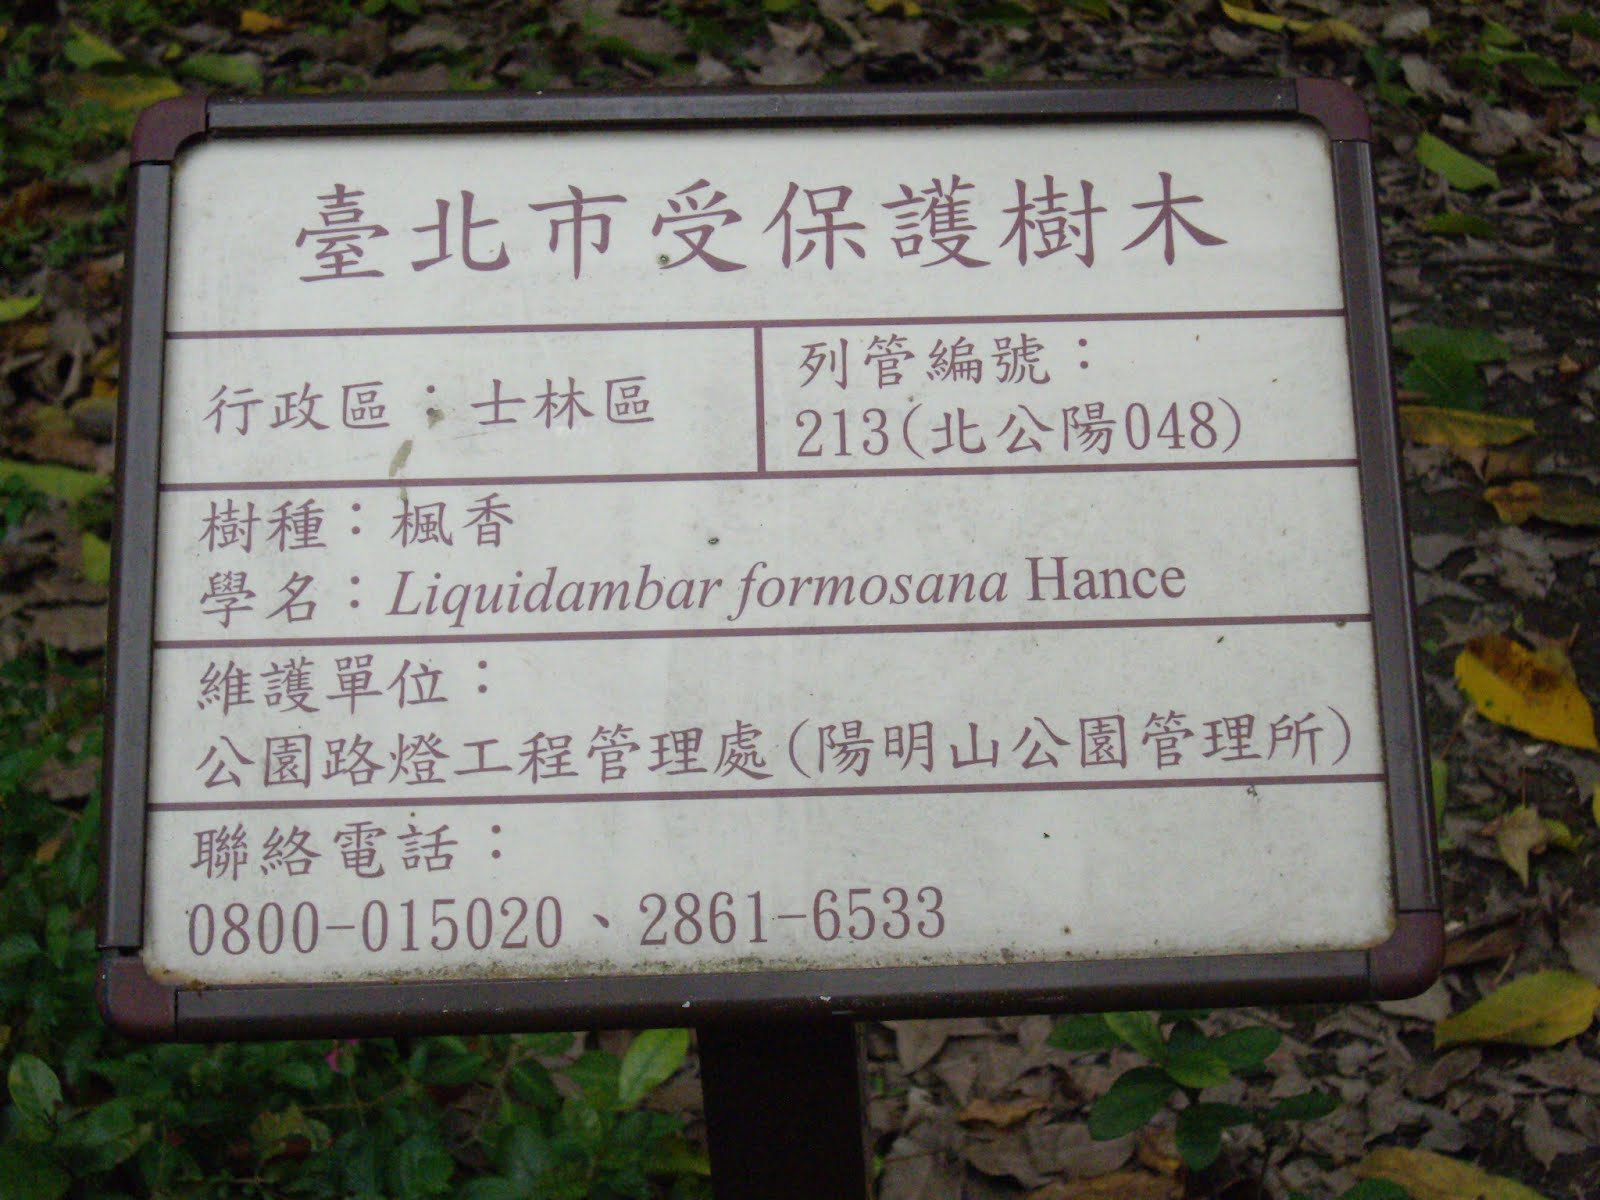 臺北市受保護樹木
行政區：士林區
列管編號：
213(北公陽048)
樹種：楓香
學名：Liquidambar formosana Hance
維護單位：
公園路燈工程管理處(陽明山公園管理所)
聯絡電話：
0800-015020、2861-6533